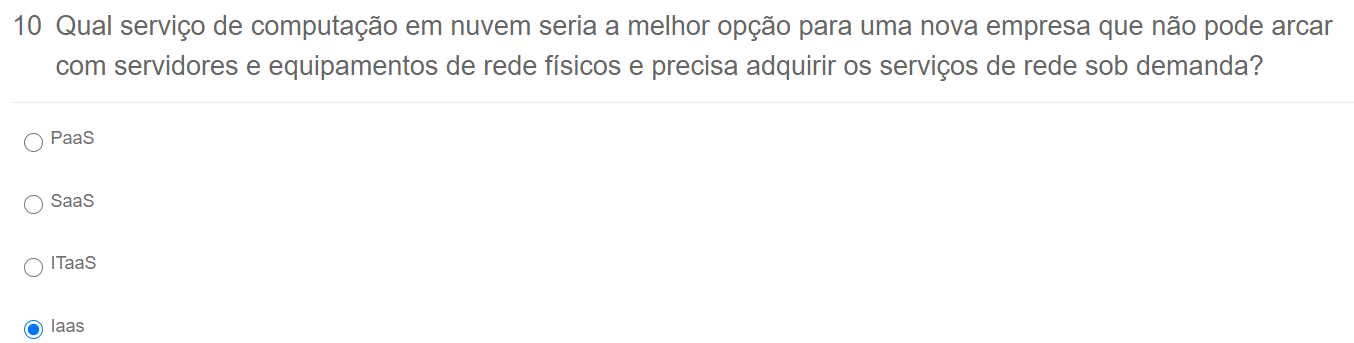 10 Qual serviço de computação em nuvem seria a melhor opção para uma nova empresa que não pode arcar
com servidores e equipamentos de rede físicos e precisa adquirir os serviços de rede sob demanda?
PaaS
SaaS
ITaaS
Iaas